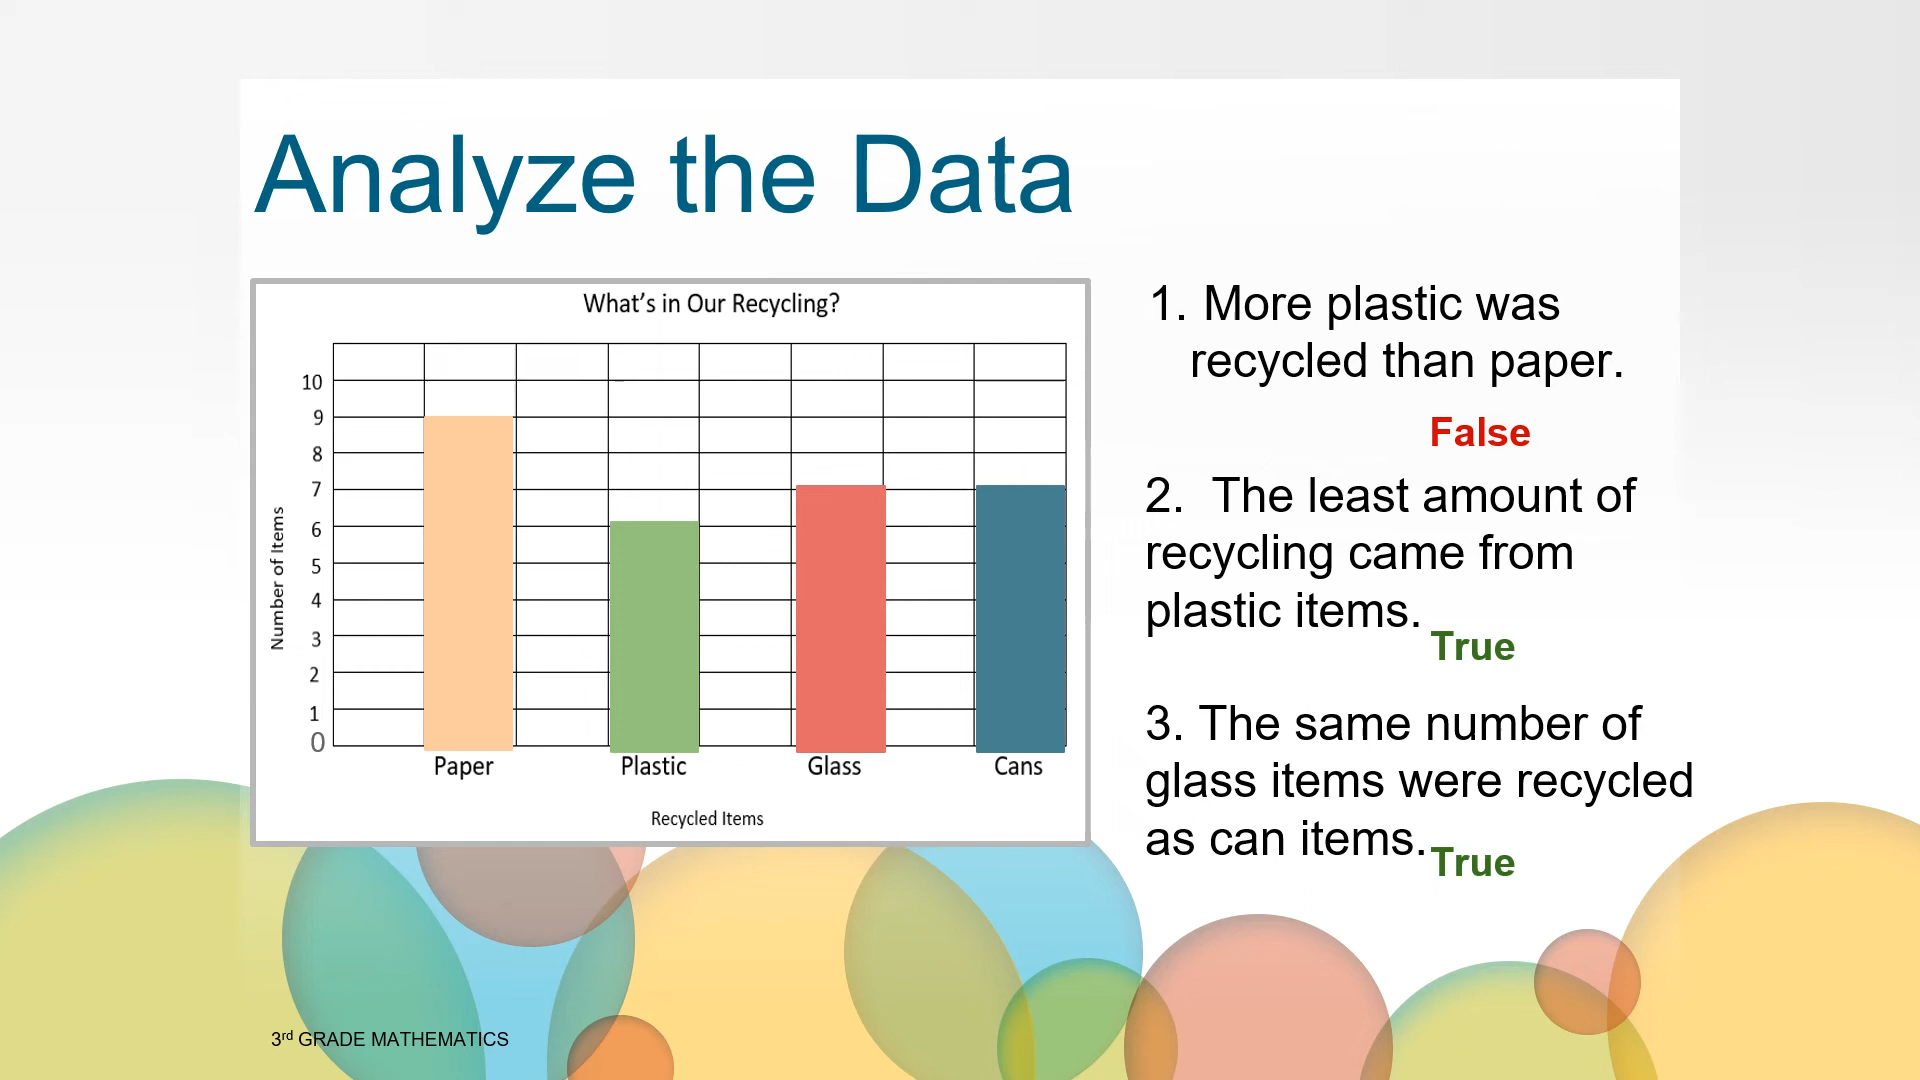 Analyze the Data
What's in Our Recycling?
10
9
8
7
6
5
4
3
2
1
0
Number of Items
Paper Plastic Glass Cans
Recycled Items
1. More plastic was
recycled than paper.
False
2. The least amount of
recycling came from
plastic items.
True
3. The same number of
glass items were recycled
as can items.
True
3rd GRADE MATHEMATICS